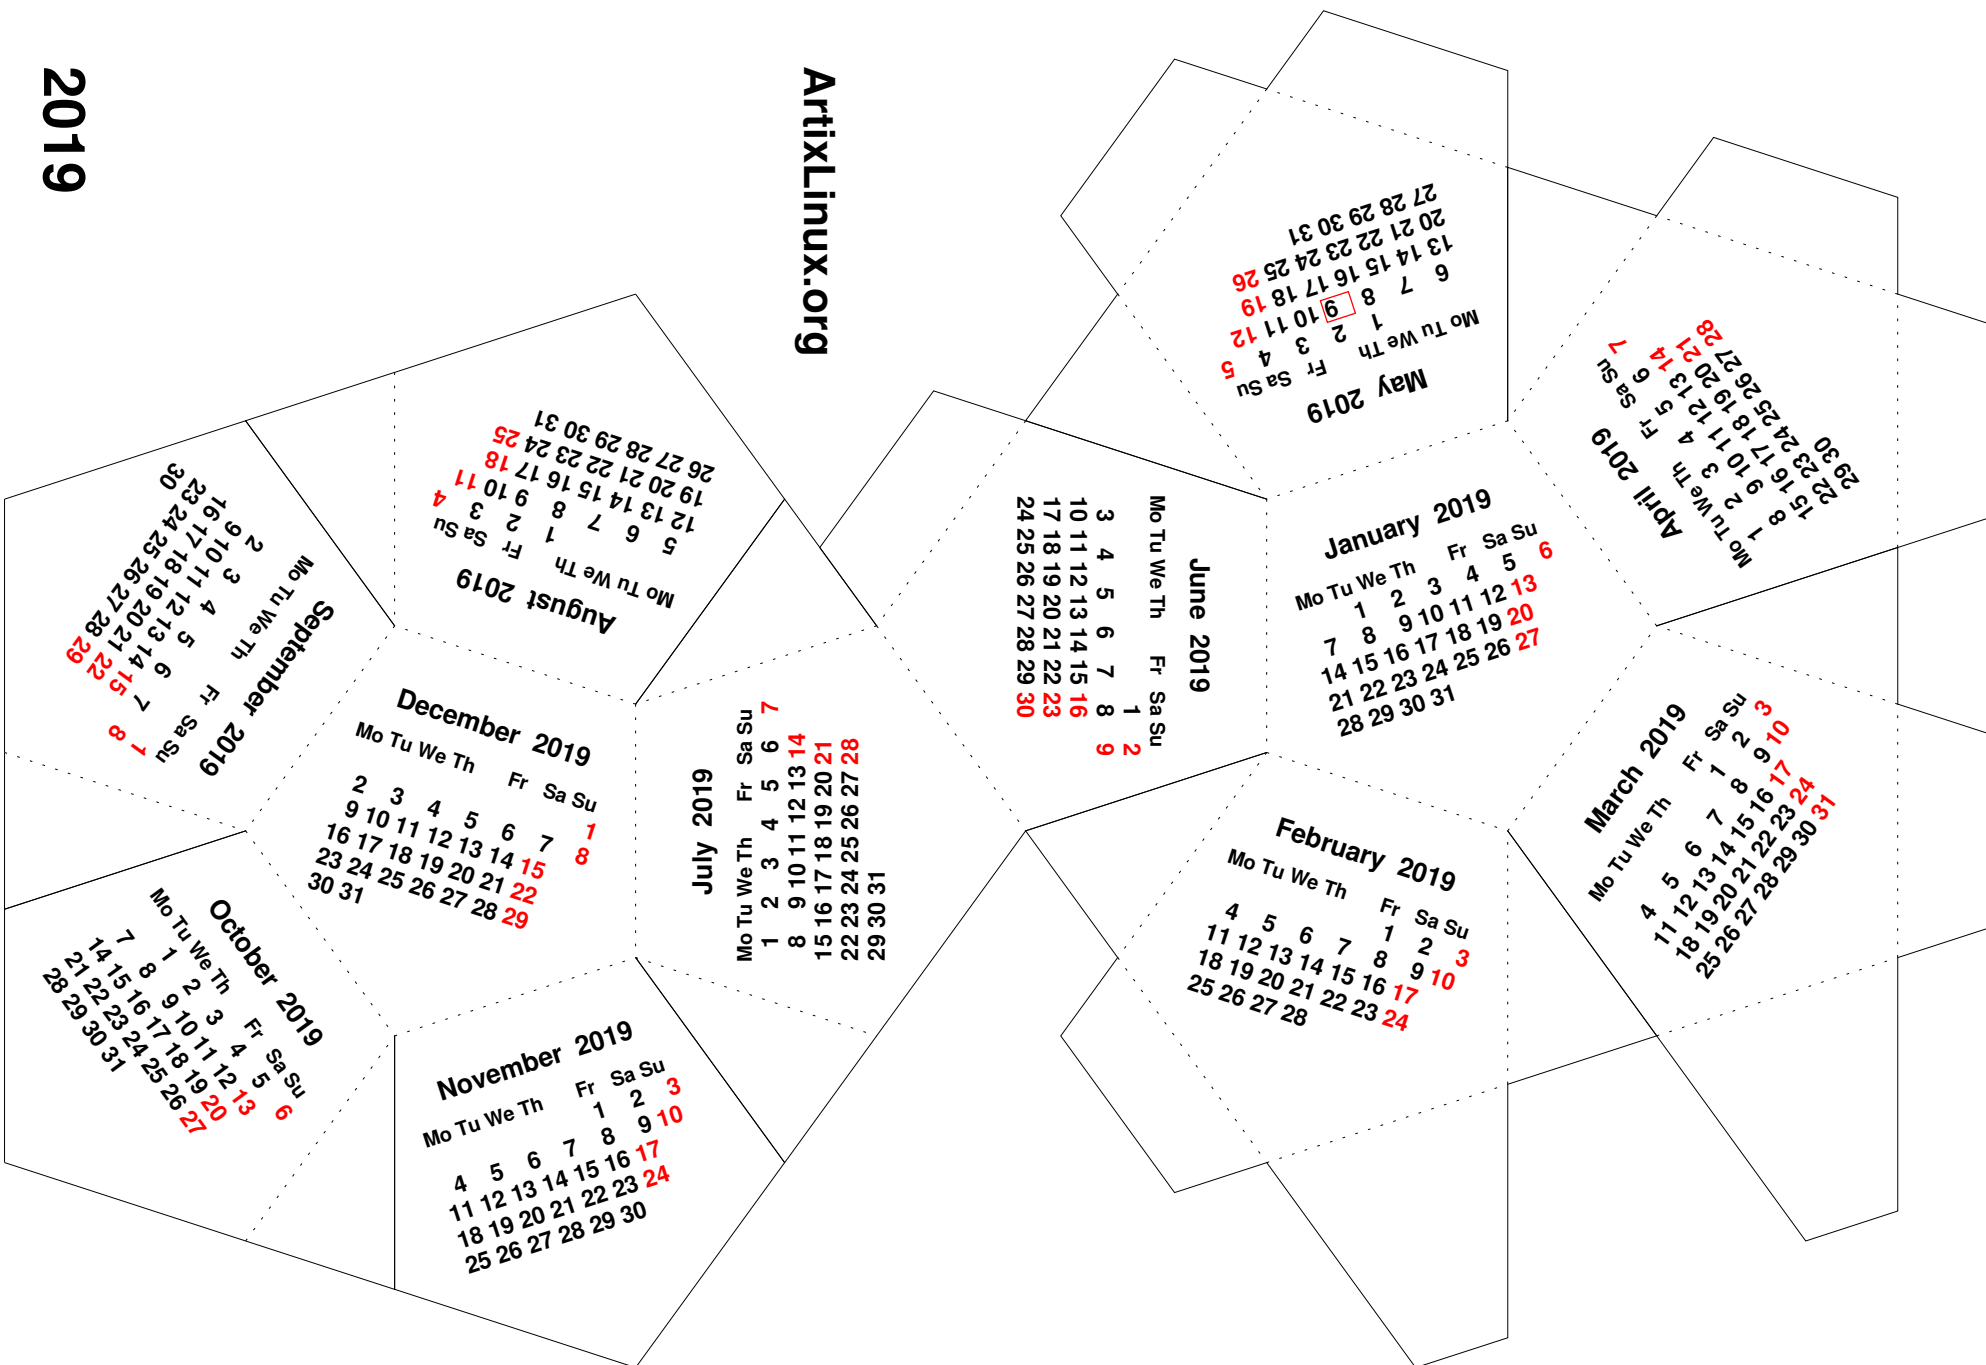 2019
ArtixLinux.org
January 2019
Mo Tu We Th Fr Sa Su
1 2 3 4 5 6
7 8 9 10 11 12 13
14 15 16 17 18 19 20
21 22 23 24 25 26 27
28 29 30 31
February 2019
Mo Tu We Th Fr Sa Su
1 2 3
4 5 6 7 8 9 10
11 12 13 14 15 16 17
18 19 20 21 22 23 24
25 26 27 28
March 2019
Mo Tu We Th Fr Sa Su
1 2 3
4 5 6 7 8 9 10
11 12 13 14 15 16 17
18 19 20 21 22 23 24
25 26 27 28 29 30 31
April 2019
Mo Tu We Th Fr Sa Su
1 2 3 4 5 6 7
8 9 10 11 12 13 14
15 16 17 18 19 20 21
22 23 24 25 26 27 28
29 30
May 2019
Mo Tu We Th Fr Sa Su
1 2 3 4 5
6 7 8 9 10 11 12
13 14 15 16 17 18 19
20 21 22 23 24 25 26
27 28 29 30 31
June 2019
Mo Tu We Th Fr Sa Su
1 2
3 4 5 6 7 8 9
10 11 12 13 14 15 16
17 18 19 20 21 22 23
24 25 26 27 28 29 30
July 2019
Mo Tu We Th Fr Sa Su
1 2 3 4 5 6 7
8 9 10 11 12 13 14
15 16 17 18 19 20 21
22 23 24 25 26 27 28
29 30 31
August 2019
Mo Tu We Th Fr Sa Su
1 2 3 4
5 6 7 8 9 10 11
12 13 14 15 16 17 18
19 20 21 22 23 24 25
26 27 28 29 30 31
September 2019
Mo Tu We Th Fr Sa Su
1
2 3 4 5 6 7 8
9 10 11 12 13 14 15
16 17 18 19 20 21 22
23 24 25 26 27 28 29
30
October 2019
Mo Tu We Th Fr Sa Su
1 2 3 4 5 6
7 8 9 10 11 12 13
14 15 16 17 18 19 20
21 22 23 24 25 26 27
28 29 30 31
November 2019
Mo Tu We Th Fr Sa Su
1 2 3
4 5 6 7 8 9 10
11 12 13 14 15 16 17
18 19 20 21 22 23 24
25 26 27 28 29 30
December 2019
Mo Tu We Th Fr Sa Su
1
2 3 4 5 6 7 8
9 10 11 12 13 14 15
16 17 18 19 20 21 22
23 24 25 26 27 28 29
30 31